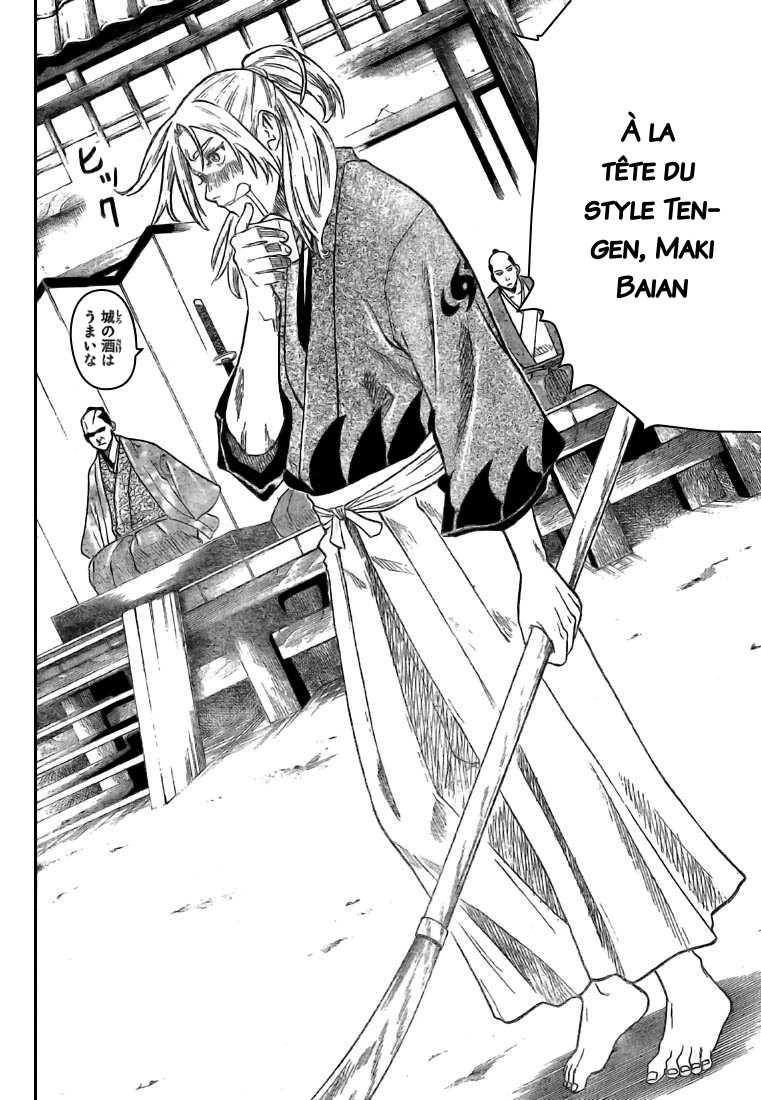 À LA
TÊTE DU
STYLE TEN-
GEN, MAKI
BAIAN
ヒック
城の酒は
うまいな